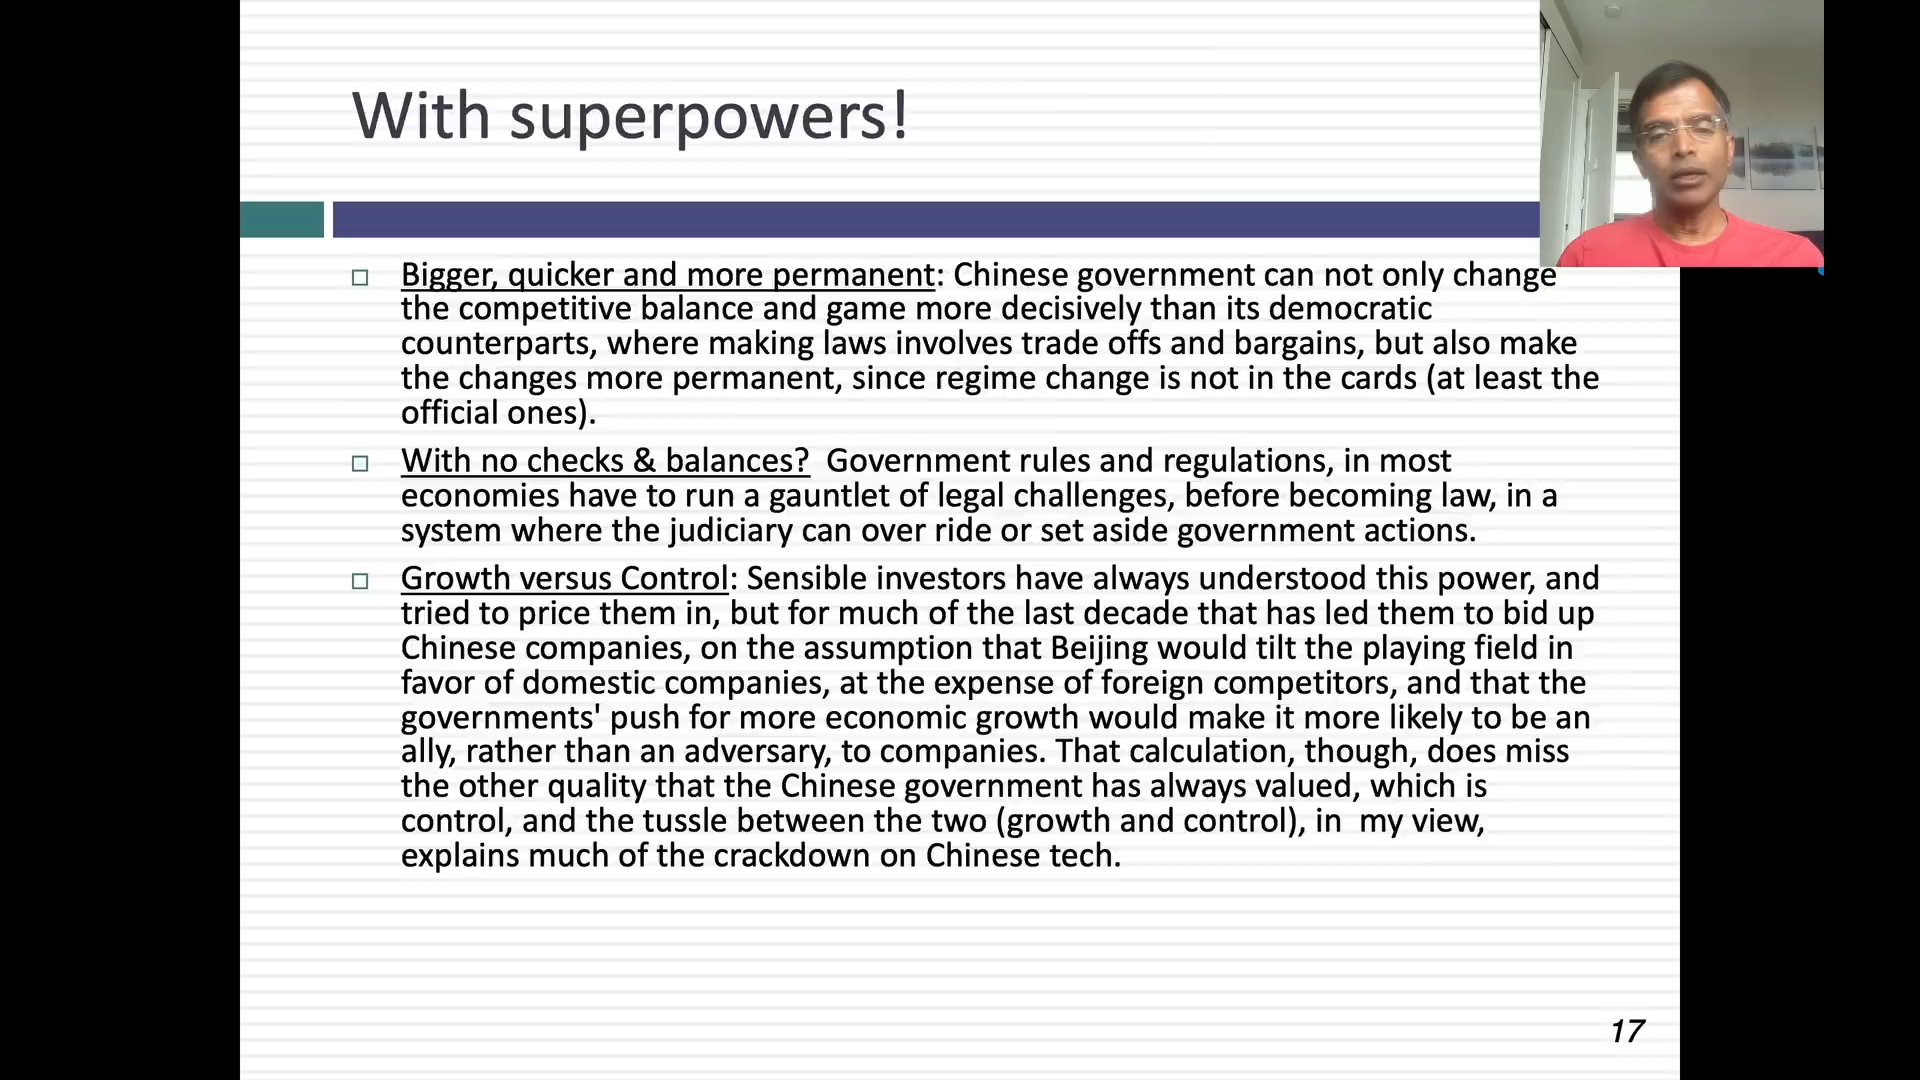 With superpowers!
Bigger, quicker and more permanent: Chinese government can not only change
the competitive balance and game more decisively than its democratic
counterparts, where making laws involves trade offs and bargains, but also make
the changes more permanent, since regime change is not in the cards (at least the
official ones).
With no checks & balances?  Government rules and regulations, in most
economies have to run a gauntlet of legal challenges, before becoming law, in a
system where the judiciary can over ride or set aside government actions.
Growth versus Control: Sensible investors have always understood this power, and
tried to price them in, but for much of the last decade that has led them to bid up
Chinese companies, on the assumption that Beijing would tilt the playing field in
favor of domestic companies, at the expense of foreign competitors, and that the
governments' push for more economic growth would make it more likely to be an
ally, rather than an adversary, to companies. That calculation, though, does miss
the other quality that the Chinese government has always valued, which is
control, and the tussle between the two (growth and control), in  my view,
explains much of the crackdown on Chinese tech.
17